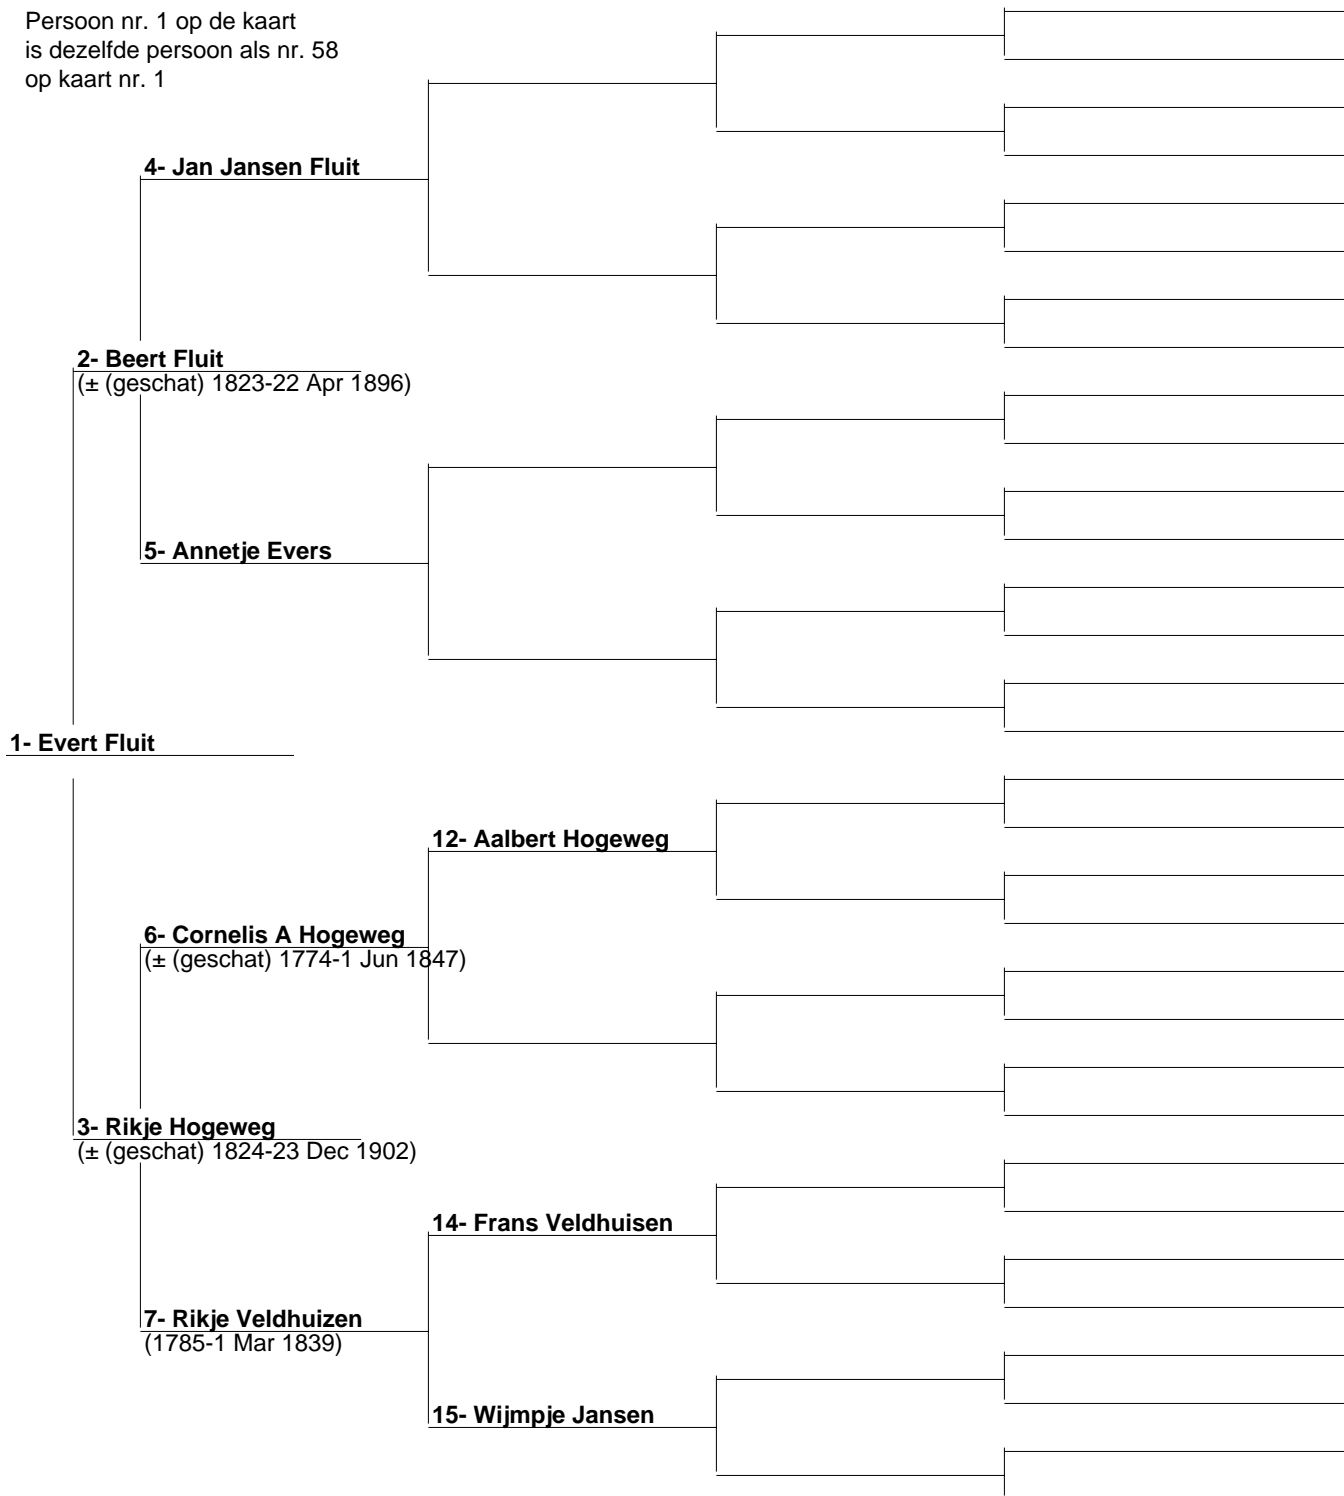 Persoon nr. 1 op de kaart
is dezelfde persoon als nr. 58
op kaart nr. 1
4- Jan Jansen Fluit
2- Beert Fluit
(± (geschat) 1823-22 Apr 1896)
5- Annetje Evers
1- Evert Fluit
12- Aalbert Hogeweg
6- Cornelis A Hogeweg
(± (geschat) 1774-1 Jun 1847)
3- Rikje Hogeweg
(± (geschat) 1824-23 Dec 1902)
14- Frans Veldhuisen
7- Rikje Veldhuizen
(1785-1 Mar 1839)
15- Wijmpje Jansen